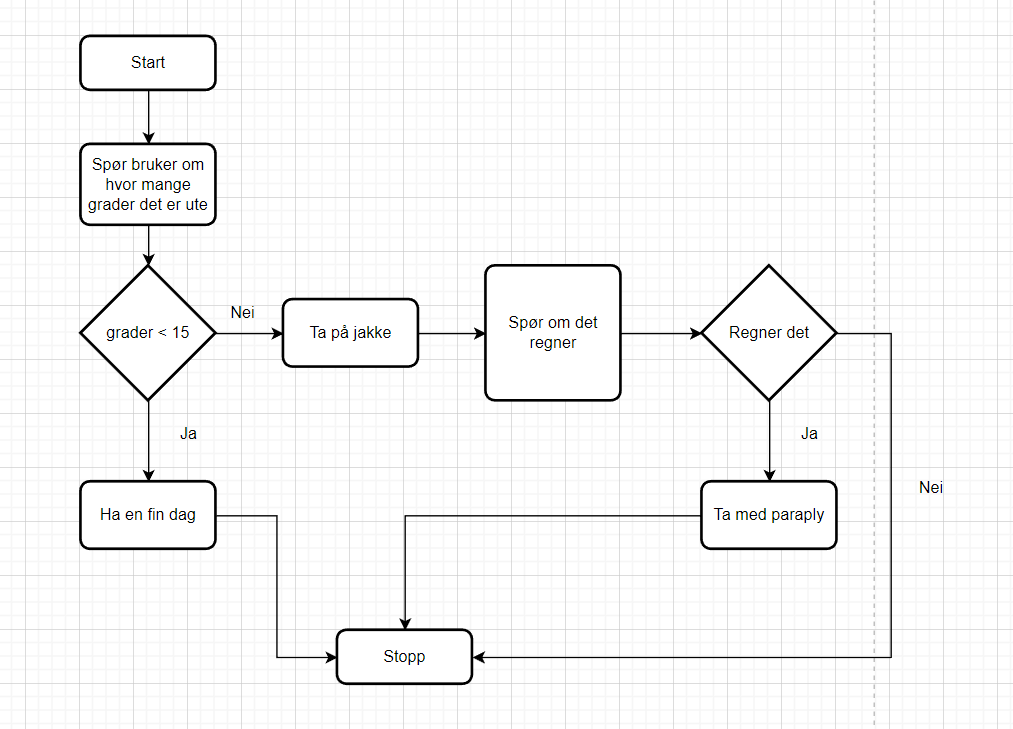 Start
Spør bruker om
hvor mange
grader det er ute
grader < 15
Nei
Ta på jakke
Spør om det
regner
Regner det
Ja
Ja
Nei
Ha en fin dag
Ta med paraply
Stopp